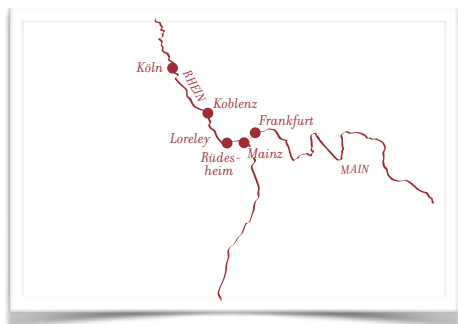 Köln
RHEIN
Koblenz
Frankfurt
Loreley
Mainz
Rüdes-
heim
MAIN